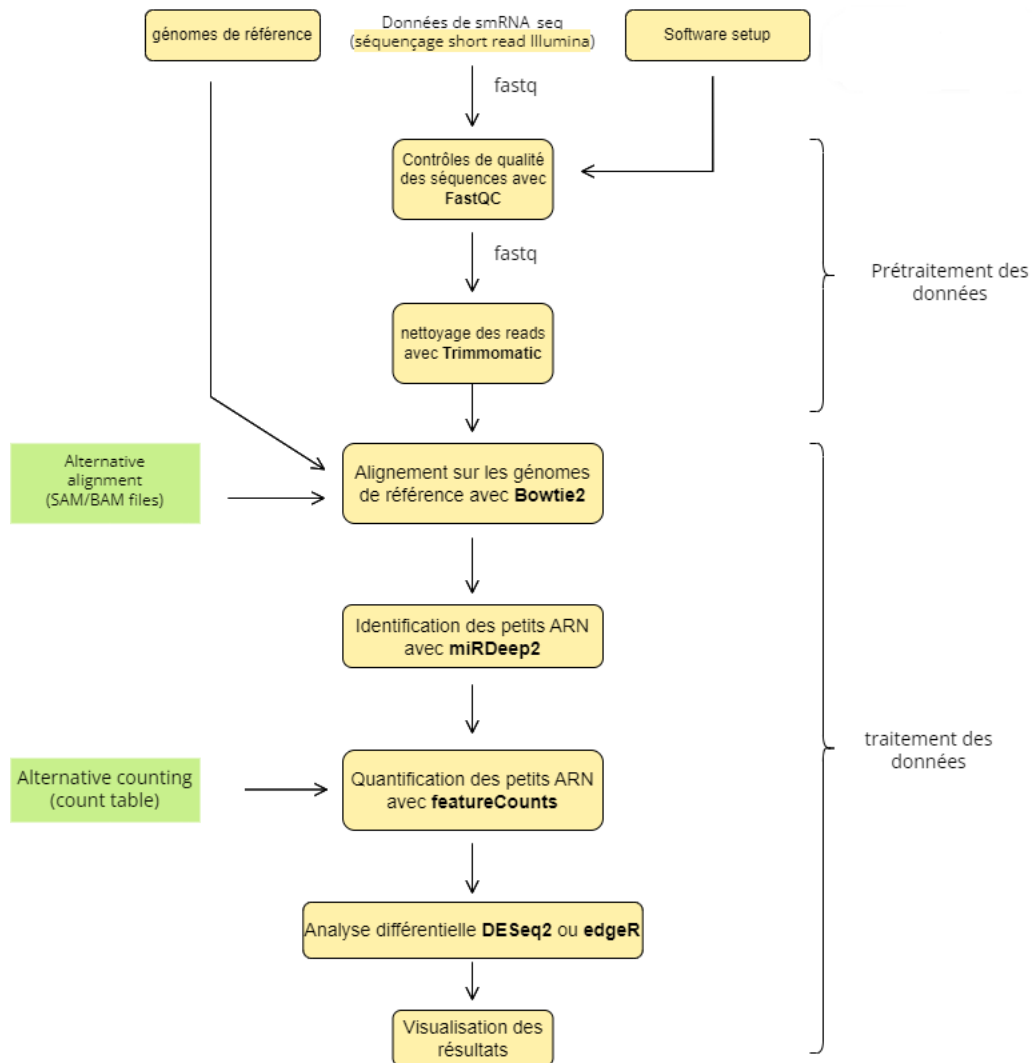 génomes de référence
Données de smRNA seq
(séquençage short read Illumina)
Software setup
fastq
Contrôles de qualité
des séquences avec
FastQC
fastq
Prétraitement des
données
nettoyage des reads
avec Trimmomatic
Alternative
alignment
(SAM/BAM files)
Alignement sur les génomes
de référence avec Bowtie2
Identification des petits ARN
avec miRDeep2
traitement des
données
Alternative counting
(count table)
Quantification des petits ARN
avec featureCounts
Analyse différentielle DESeq2 ou edgeR
Visualisation des
résultats